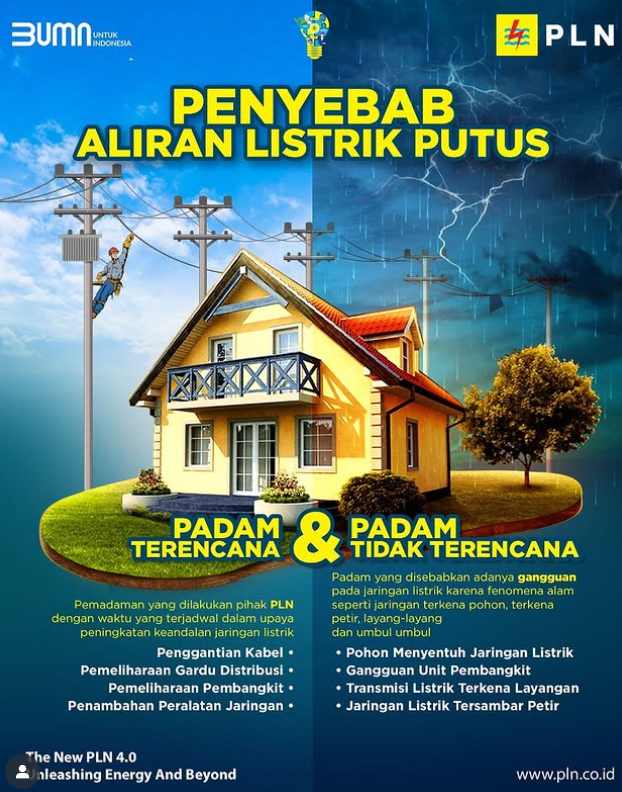 BUMN UNTUK
INDONESIA
PLN
PENYEBAB
ALIRAN LISTRIK PUTUS
PADAM
TERENCANA
&
PADAM
TIDAK TERENCANA
Pemadaman yang dilakukan pihak PLN
dengan waktu yang terjadwal dalam upaya
peningkatan keandalan jaringan listrik
Penggantian Kabel •
Pemeliharaan Gardu Distribusi •
Pemeliharaan Pembangkit •
Penambahan Peralatan Jaringan •
Padam yang disebabkan adanya gangguan
pada jaringan listrik karena fenomena alam
seperti jaringan terkena pohon, terkena
petir, layang-layang
dan umbul umbul
• Pohon Menyentuh Jaringan Listrik
• Gangguan Unit Pembangkit
• Transmisi Listrik Terkena Layangan
• Jaringan Listrik Tersambar Petir
The New PLN 4.0
Unleashing Energy And Beyond
www.pln.co.id